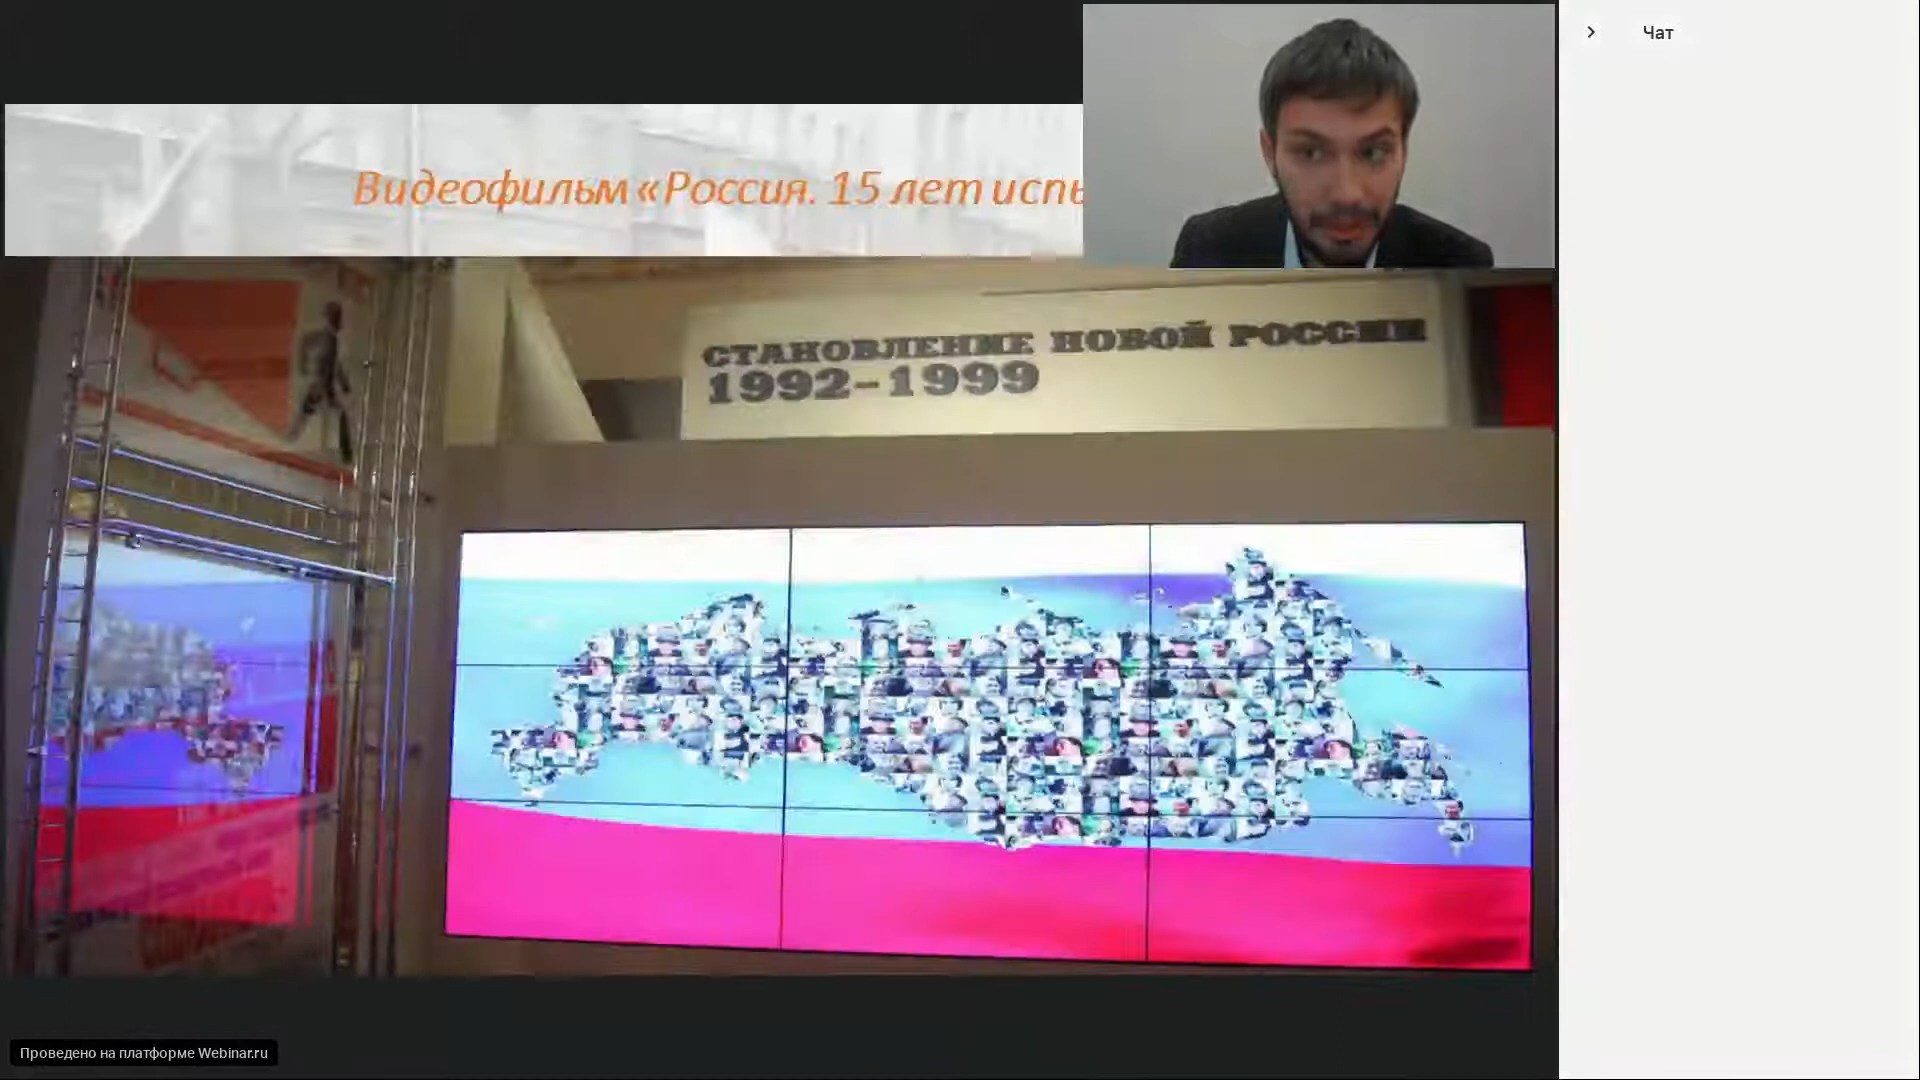 Чат
Видеофильм «Россия. 15 лет
СТАНОВЛЕНИЕ НОВОЙ РОССИИ
1992–1999
Проведено на платформе Webinar.ru